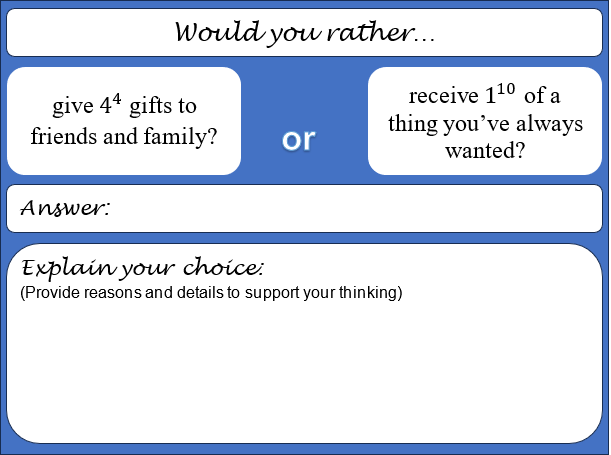 Would you rather...
give 4⁴ gifts to
friends and family?
or
receive 1¹⁰ of a
thing you've always
wanted?
Answer:
Explain your choice:
(Provide reasons and details to support your thinking)